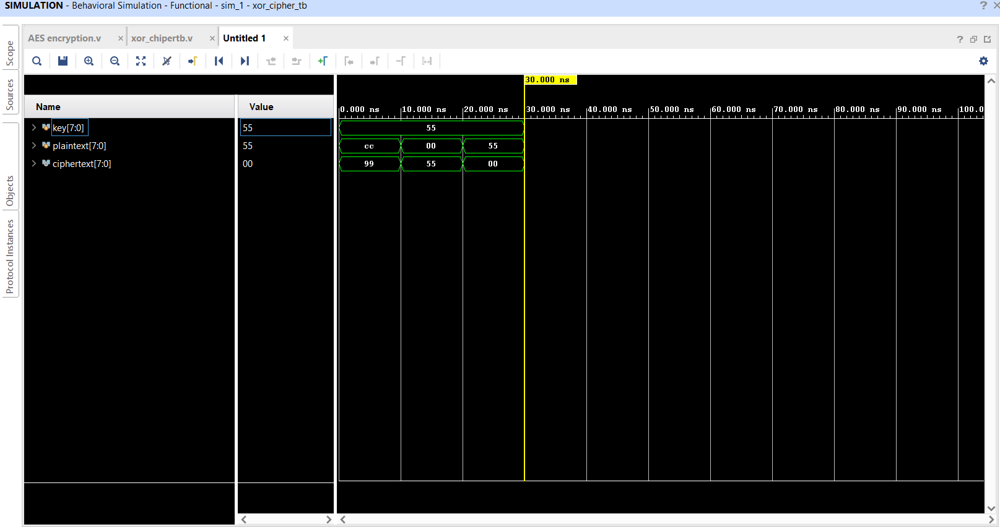 SIMULATION - Behavioral Simulation - Functional - sim_1 - xor_cipher_tb
Scope
Sources
Objects
Protocol Instances
AES encryption.v
xor_chipertb.v
Untitled 1
30.000 ns
Name
Value
0.000 ns 10.000 ns 20.000 ns 30.000 ns 40.000 ns 50.000 ns 60.000 ns 70.000 ns 80.000 ns 90.000 ns 100.0
key[7:0] 55 55
plaintext[7:0] 55 cc 00 55
ciphertext[7:0] 00 99 55 00